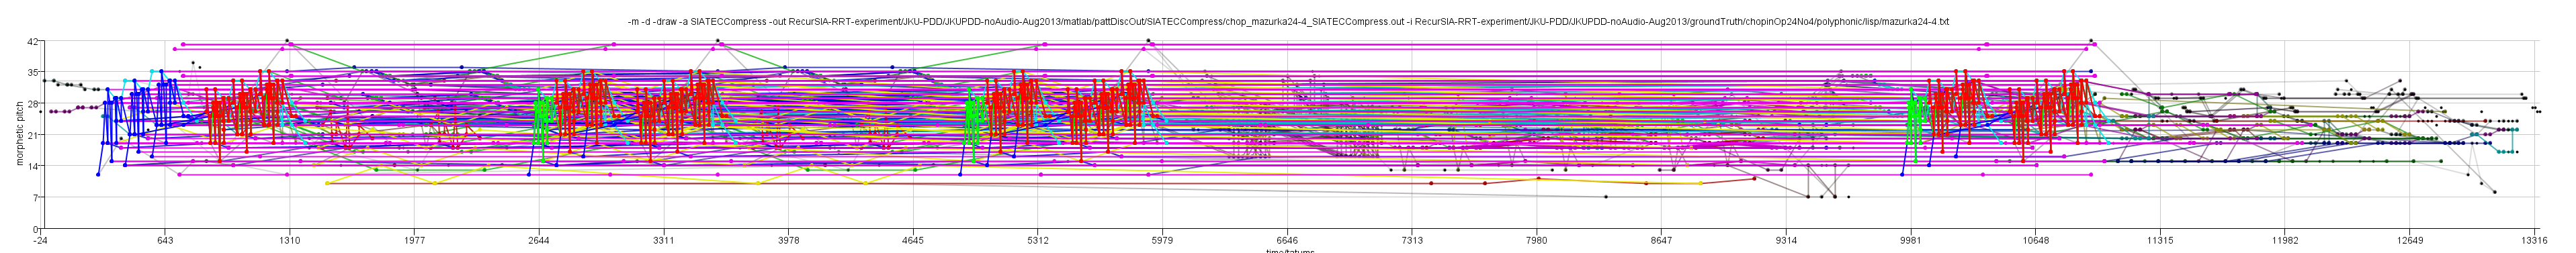 -m -d -draw -a SIATECCompress -out RecurSIA-RRT-experiment/JKU-PDD/JKUPDD-noAudio-Aug2013/matlab/pattDiscOut/SIATECCompress/chop_mazurka24-4_SIATECCompress.out -i RecurSIA-RRT-experiment/JKU-PDD/JKUPDD-noAudio-Aug2013/groundTruth/chopinOp24No4/polyphonic/lisp/mazurka24-4.txt
42
35
28
21
14
7
0
morphetic pitch
-24 643 1310 1977 2644 3311 3978 4645 5312 5979 6646 7313 7980 8647 9314 9981 10648 11315 11982 12649 13316
time/tatums